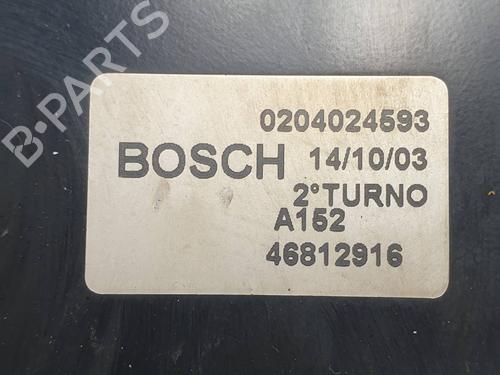 B-PARTS
0204024593
BOSCH 14/10/03
2°TURNO
A152
46812916